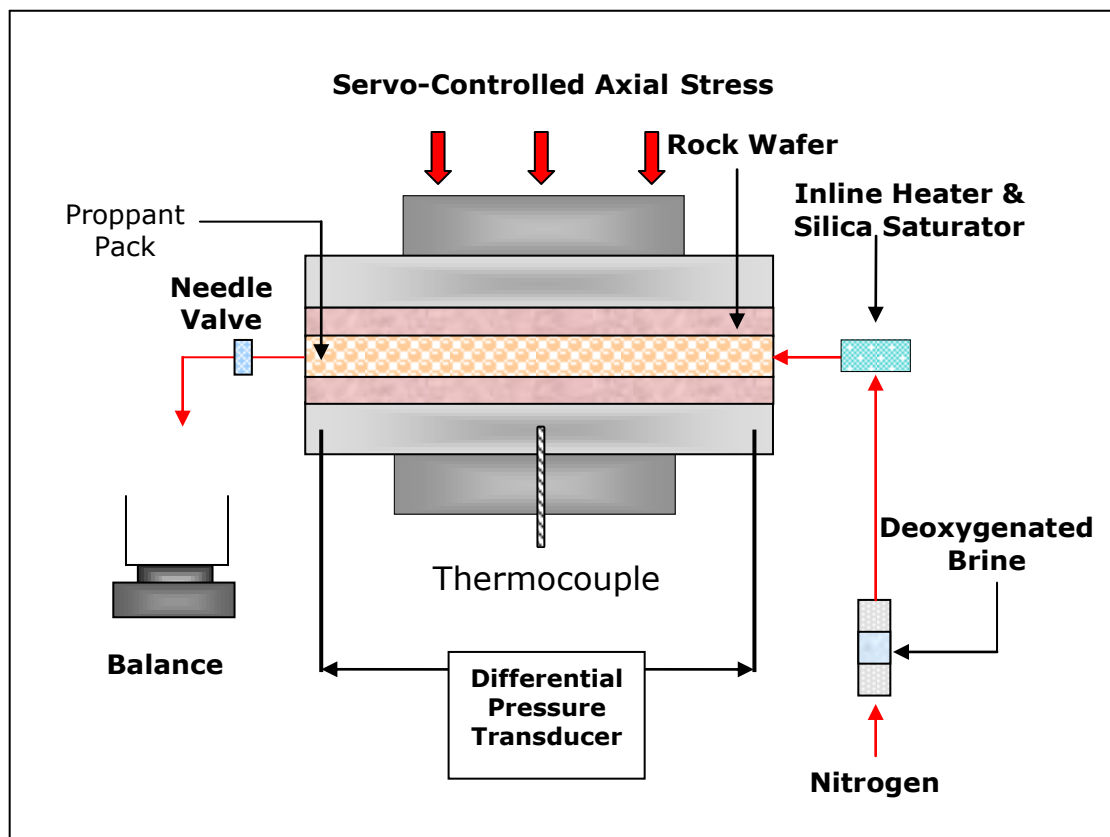 Servo-Controlled Axial Stress
Rock Wafer
Inline Heater &
Silica Saturator
Proppant
Pack
Needle
Valve
Deoxygenated
Brine
Thermocouple
Balance
Differential
Pressure
Transducer
Nitrogen